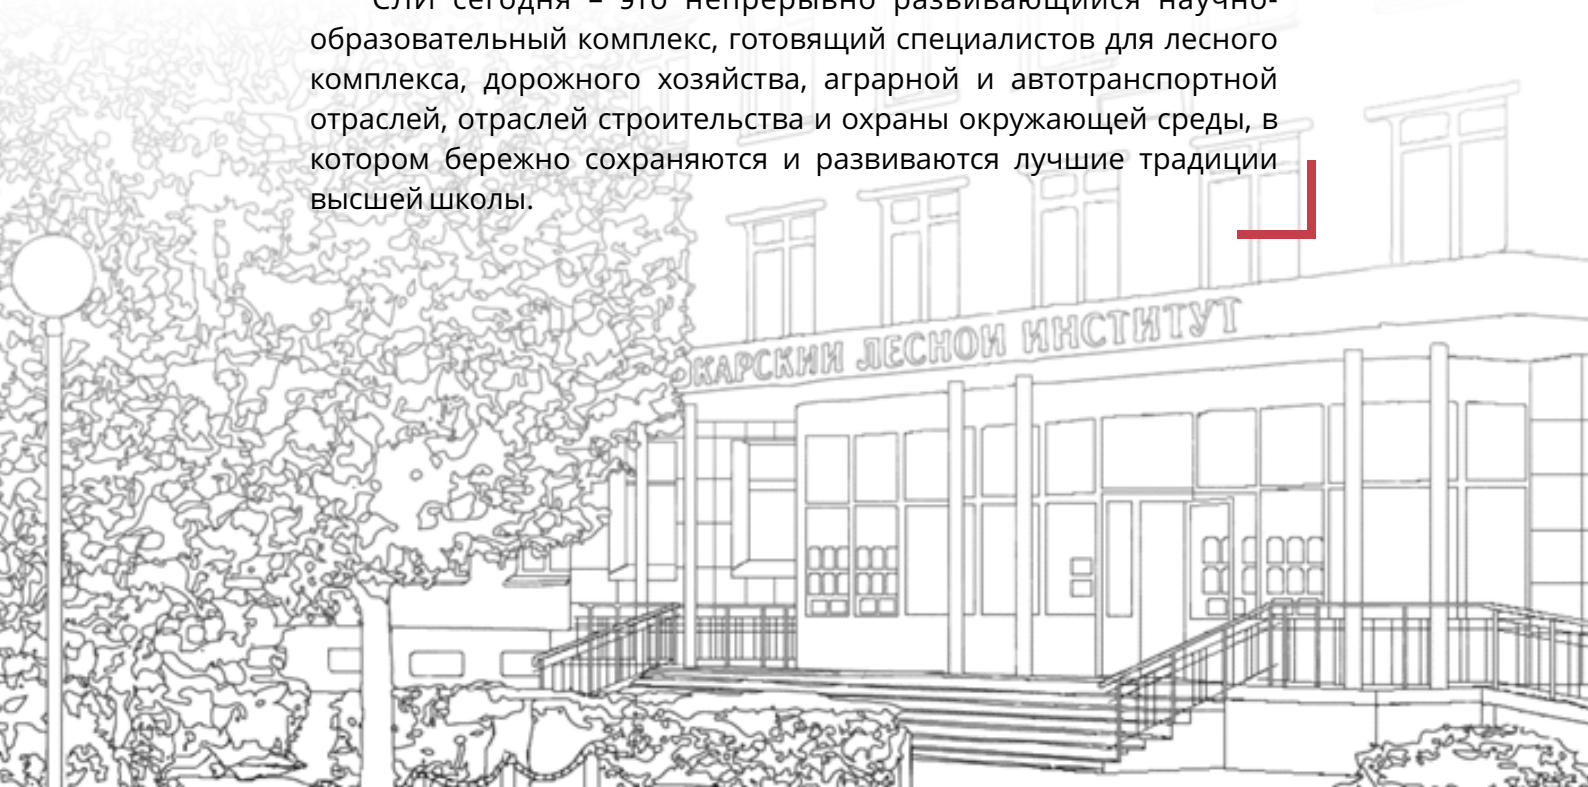 СЛИ сегодня – это непрерывно развивающийся научно-
образовательный комплекс, готовящий специалистов для лесного
комплекса, дорожного хозяйства, аграрной и автотранспортной
отраслей, отраслей строительства и охраны окружающей среды, в
котором бережно сохраняются и развиваются лучшие традиции
высшей школы.
КАРСКИЙ ЛЕСНОЙ ИНСТИТУТ